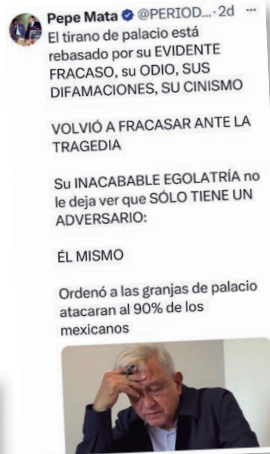 Pepe Mata @PERIOD... · 2d ...
El tirano de palacio está
rebasado por su EVIDENTE
FRACASO, su ODIO, SUS
DIFAMACIONES, SU CINISMO
VOLVIÓ A FRACASAR ANTE LA
TRAGEDIA
Su INACABABLE EGOLATRÍA no
le deja ver que SÓLO TIENE UN
ADVERSARIO:
ÉL MISMO
Ordenó a las granjas de palacio
atacaran al 90% de los
mexicanos